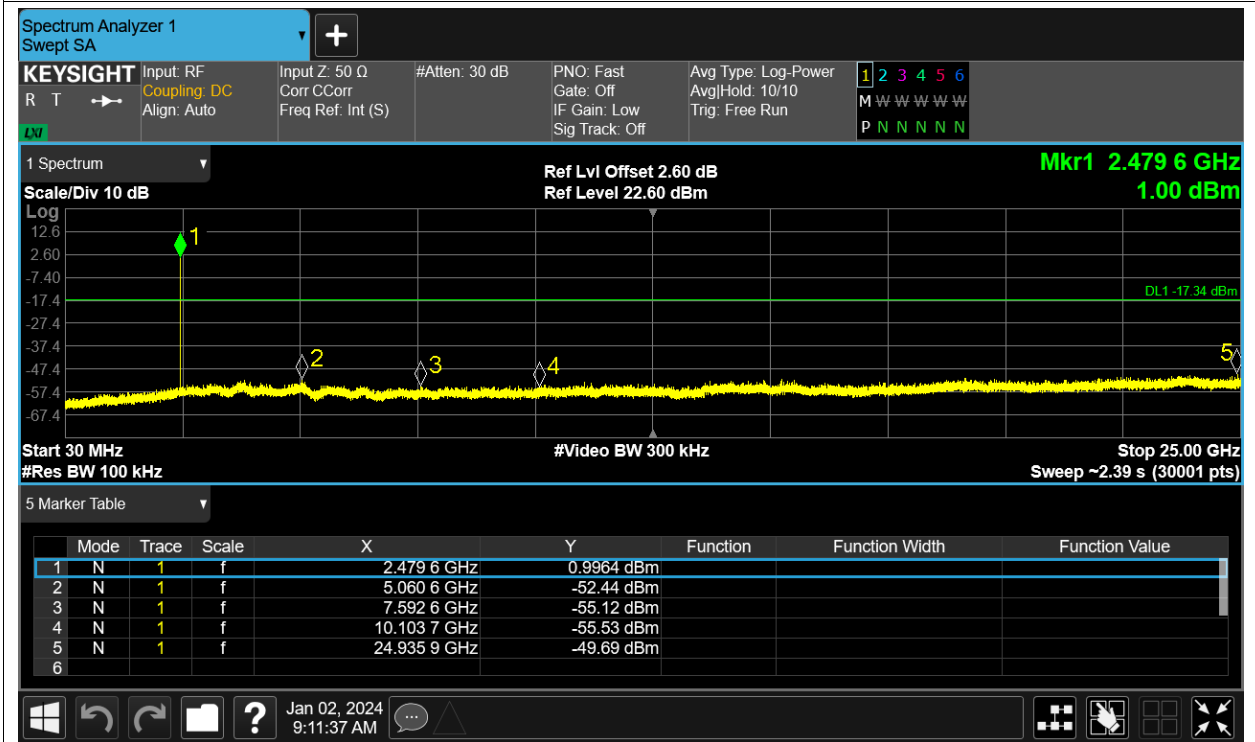 Spectrum Analyzer 1
Swept SA
+
KEYSIGHT
R T
LXI
Input: RF
Coupling: DC
Align: Auto
Input Z: 50 Ω
Corr CCorr
Freq Ref: Int (S)
#Atten: 30 dB
PNO: Fast
Gate: Off
IF Gain: Low
Sig Track: Off
Avg Type: Log-Power
Avg|Hold: 10/10
Trig: Free Run
1 2 3 4 5 6
M W W W W W
P N N N N N
1 Spectrum
Scale/Div 10 dB
Ref Lvl Offset 2.60 dB
Ref Level 22.60 dBm
Mkr1 2.479 6 GHz
1.00 dBm
Log
12.6
2.60
-7.40
-17.4
-27.4
-37.4
-47.4
-57.4
-67.4
1
2
3
4
5
DL1 -17.34 dBm
Start 30 MHz
#Res BW 100 kHz
#Video BW 300 kHz
Stop 25.00 GHz
Sweep ~2.39 s (30001 pts)
5 Marker Table
Mode Trace Scale X Y Function Function Width Function Value
1 N 1 f 2.479 6 GHz 0.9964 dBm
2 N 1 f 5.060 6 GHz -52.44 dBm
3 N 1 f 7.592 6 GHz -55.12 dBm
4 N 1 f 10.103 7 GHz -55.53 dBm
5 N 1 f 24.935 9 GHz -49.69 dBm
6
?
Jan 02, 2024
9:11:37 AM